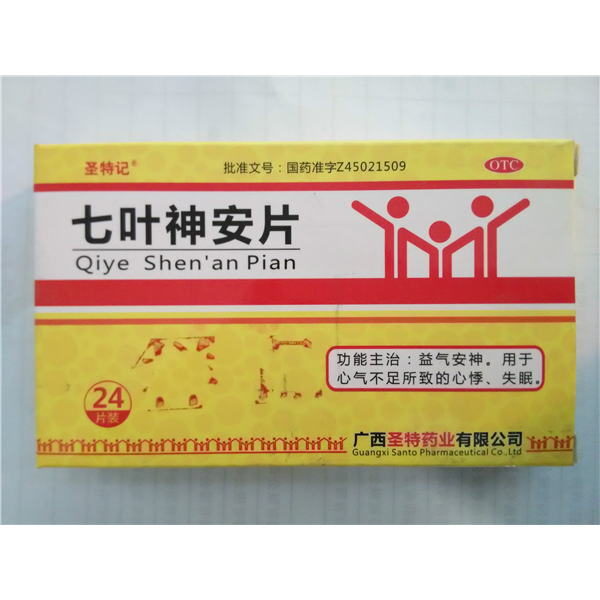 圣特记®
批准文号：国药准字Z45021509
OTC
七叶神安片
Qiye Shen'an Pian
功能主治：益气安神。用于
心气不足所致的心悸、失眠。
24
片装
广西圣特药业有限公司
Guangxi Santo Pharmaceutical Co.,Ltd